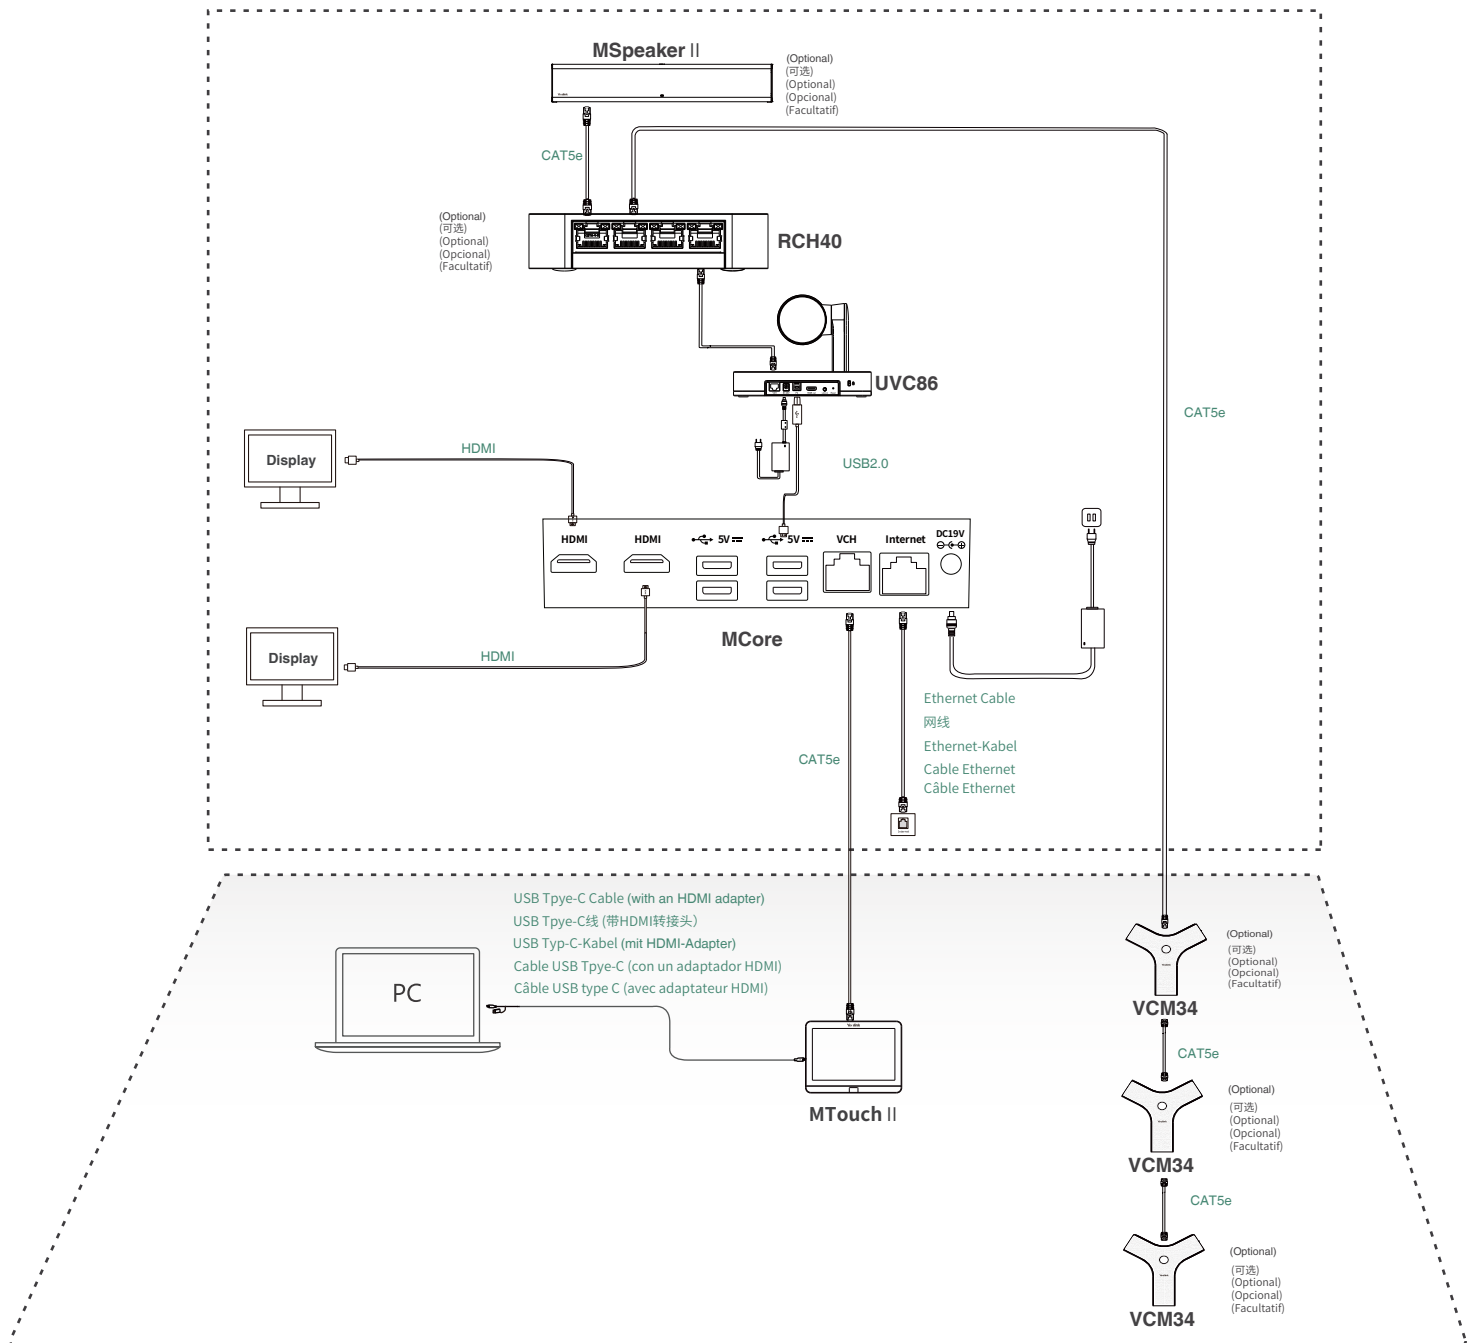 MSpeaker II
(Optional)
(可选)
(Optional)
(Opcional)
(Facultatif)
CAT5e
(Optional)
(可选)
(Optional)
(Opcional)
(Facultatif)
RCH40
UVC86
CAT5e
HDMI
Display
USB2.0
HDMI
HDMI
5V
5V
VCH
Internet
DC19V
MCore
Display
HDMI
Ethernet Cable
网线
Ethernet-Kabel
Cable Ethernet
Câble Ethernet
CAT5e
USB Tpye-C Cable (with an HDMI adapter)
USB Tpye-C线 (带HDMI转接头)
USB Typ-C-Kabel (mit HDMI-Adapter)
Cable USB Tpye-C (con un adaptador HDMI)
Câble USB type C (avec adaptateur HDMI)
PC
MTouch II
(Optional)
(可选)
(Optional)
(Opcional)
(Facultatif)
VCM34
CAT5e
(Optional)
(可选)
(Optional)
(Opcional)
(Facultatif)
VCM34
CAT5e
(Optional)
(可选)
(Optional)
(Opcional)
(Facultatif)
VCM34